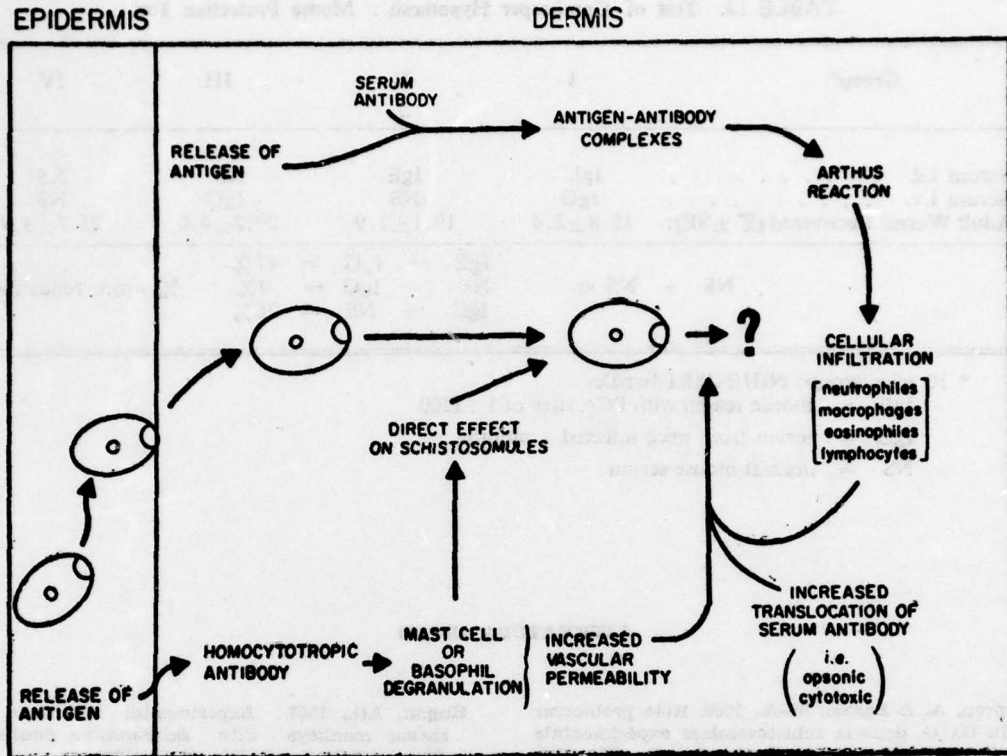 EPIDERMIS
DERMIS
SERUM
ANTIBODY
RELEASE OF
ANTIGEN
ANTIGEN-ANTIBODY
COMPLEXES
ARTHUS
REACTION
?
CELLULAR
INFILTRATION
neutrophiles
macrophages
eosinophiles
lymphocytes
DIRECT EFFECT
ON SCHISTOSOMULES
RELEASE OF
ANTIGEN
HOMOCYTOTROPIC
ANTIBODY
MAST CELL
OR
BASOPHIL
DEGRANULATION
INCREASED
VASCULAR
PERMEABILITY
INCREASED
TRANSLOCATION OF
SERUM ANTIBODY
i.e.
opsonic
cytotoxic